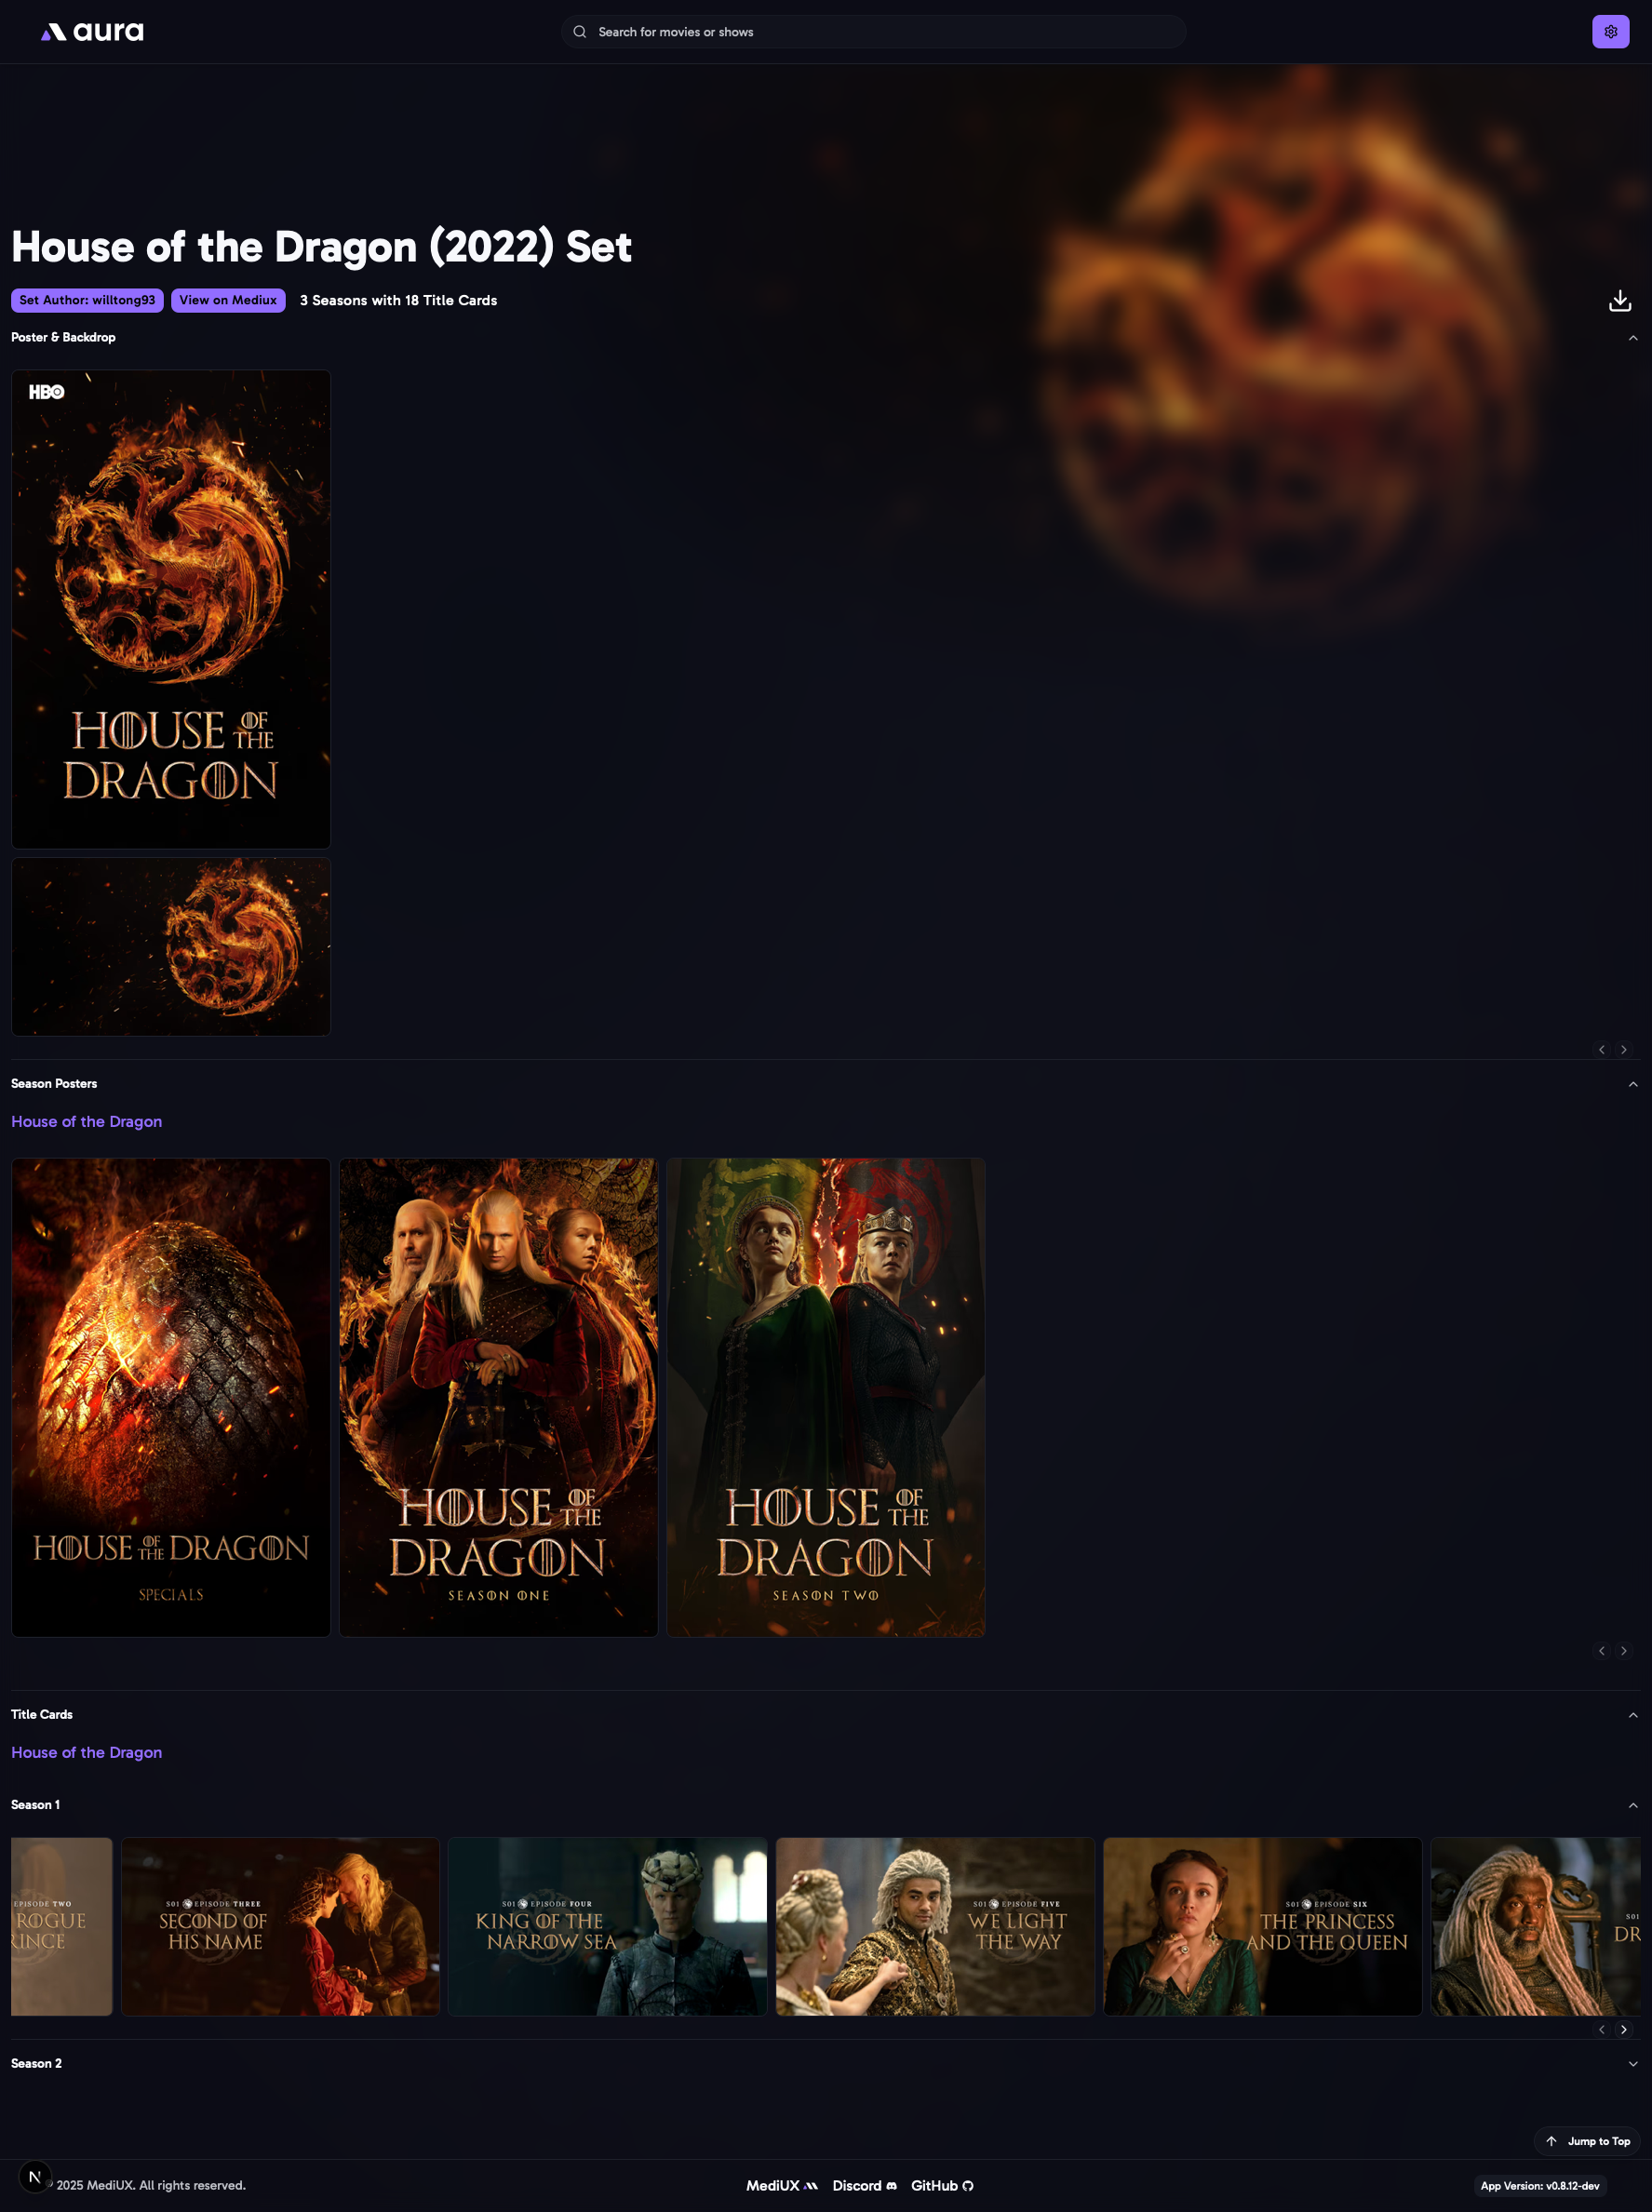 aura
Search for movies or shows
House of the Dragon (2022) Set
Set Author: willtong93
View on Mediux
3 Seasons with 18 Title Cards
Poster & Backdrop
HBO
HOUSE OF THE
DRAGON
Season Posters
House of the Dragon
HOUSE OF THE DRAGON
SPECIALS
HOUSE OF THE
DRAGON
SEASON ONE
HOUSE OF THE
DRAGON
SEASON TWO
Title Cards
House of the Dragon
Season 1
EPISODE TWO
ROGUE
RINCE
S01 EPISODE THREE
SECOND OF
HIS NAME
S01 EPISODE FOUR
KING OF THE
NARROW SEA
S01 EPISODE FIVE
WE LIGHT
THE WAY
S01 EPISODE SIX
THE PRINCESS
AND THE QUEEN
S01
DR
Season 2
Jump to Top
N
2025 MediUX. All rights reserved.
MediUX
Discord
GitHub
App Version: v0.8.12-dev